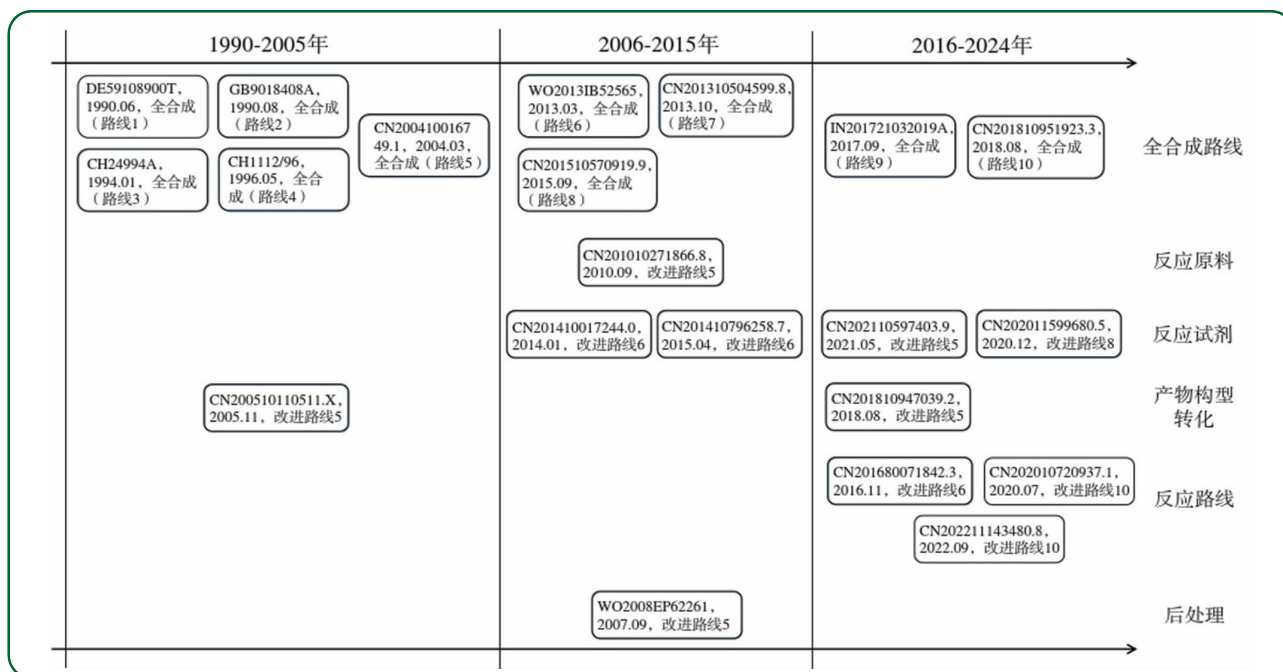 1990-2005年
2006-2015年
2016-2024年
DE59108900T,
1990.06，全合成
（路线1）
GB9018408A,
1990.08，全合成
（路线2）
CN2004100167
49.1，2004.03，
全合成（路线5）
CH24994A,
1994.01，全合成
（路线3）
CH1112/96,
1996.05，全合
成（路线4）
WO2013IB52565,
2013.03，全合成
（路线6）
CN201310504599.8,
2013.10，全合成
（路线7）
CN201510570919.9,
2015.09，全合成
（路线8）
IN201721032019A,
2017.09，全合成
（路线9）
CN201810951923.3,
2018.08，全合成
（路线10）
全合成路线
CN201010271866.8,
2010.09，改进路线5
反应原料
CN201410017244.0,
2014.01，改进路线6
CN201410796258.7,
2015.04，改进路线6
CN202110597403.9,
2021.05，改进路线5
CN202011599680.5,
2020.12，改进路线8
反应试剂
CN200510110511.X,
2005.11，改进路线5
CN201810947039.2,
2018.08，改进路线5
产物构型
转化
CN201680071842.3,
2016.11，改进路线6
CN202010720937.1,
2020.07，改进路线10
CN202211143480.8,
2022.09，改进路线10
反应路线
WO2008EP62261,
2007.09，改进路线5
后处理